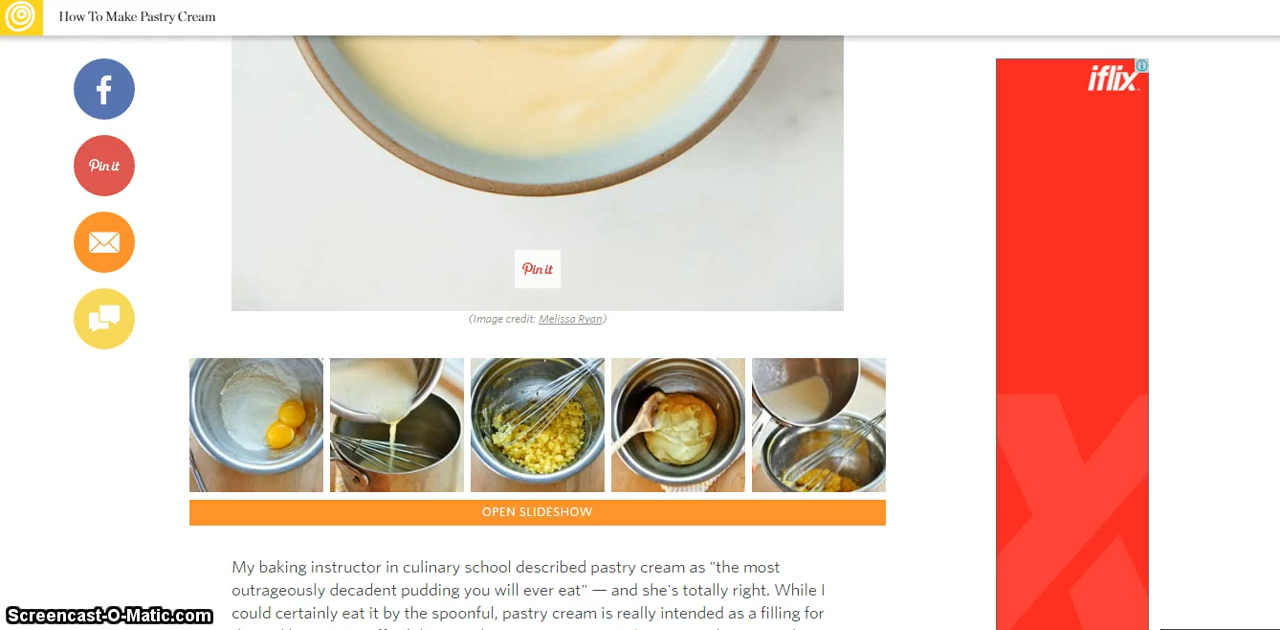 How To Make Pastry Cream
iflix
Pin it
Pin it
(Image credit: Melissa Ryan)
OPEN SLIDESHOW
My baking instructor in culinary school described pastry cream as "the most
outrageously decadent pudding you will ever eat" — and she's totally right. While I
could certainly eat it by the spoonful, pastry cream is really intended as a filling for
Screencast-O-Matic.com